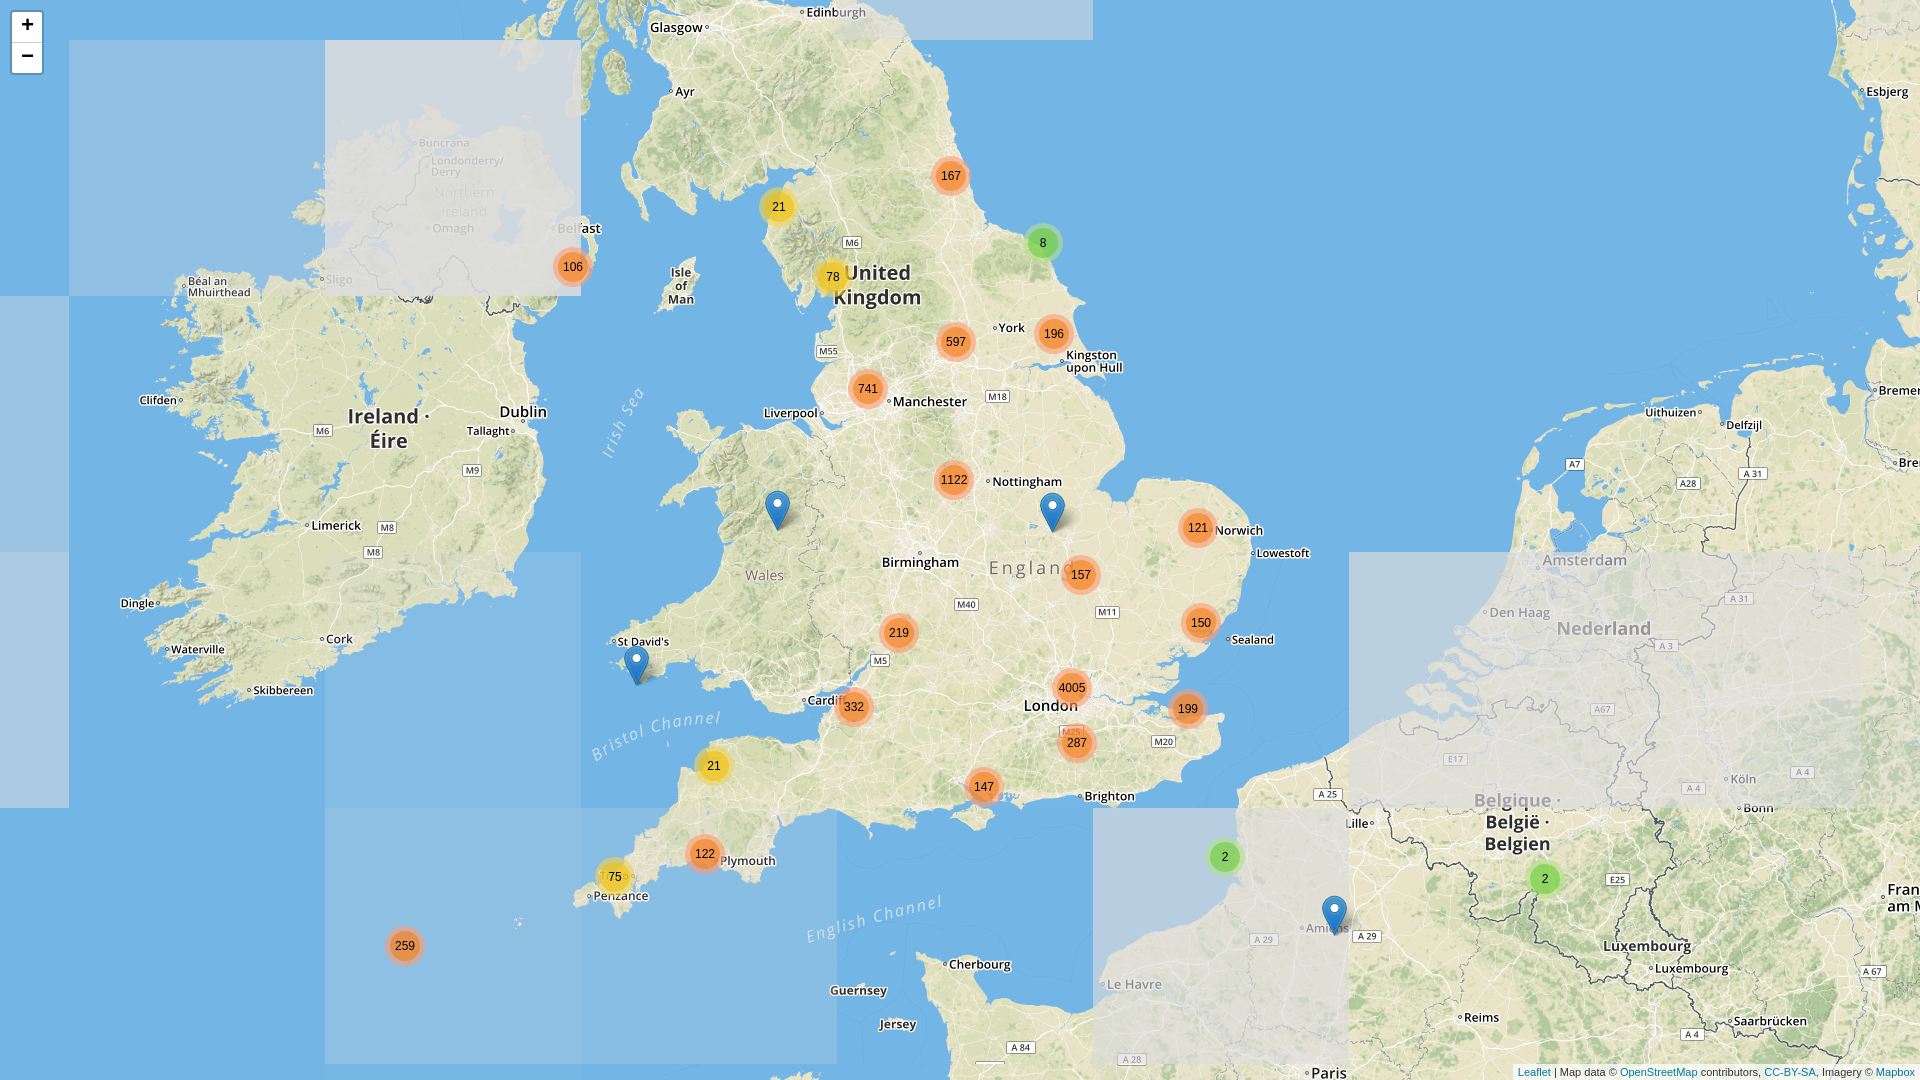 +
−
Glasgow
Edinburgh
Ayr
Esbjerg
Buncrana
Londonderry/
Derry
Northern
Ireland
Omagh
Belfast
167
21
M6
8
106
78
United
Kingdom
Isle
of
Man
Sligo
Béal an
Mhuirthead
597
York
196
M55
Kingston
upon Hull
741
Manchester
M18
Liverpool
Clifden
Ireland ·
Éire
Dublin
Tallaght
M6
M9
Irish Sea
Uithuizen
Delfzijl
A7
A 31
A28
1122
Nottingham
121
Norwich
Lowestoft
Limerick
M8
M8
Birmingham
England
157
Wales
Amsterdam
Den Haag
A 31
Nederland
A 3
Dingle
Waterville
Cork
Skibbereen
M40
M11
219
150
Sealand
St David's
M5
4005
London
199
Cardiff
332
M25
287
M20
A67
E17
Köln
A 4
A 4
Bonn
Bristol Channel
21
147
Brighton
A 25
Lille
Belgique ·
België ·
Belgien
122
Plymouth
75
Penzance
2
2
E25
259
English Channel
Amiens
A 29
A 29
Luxembourg
Luxembourg
Cherbourg
Le Havre
Guernsey
Jersey
A 67
Reims
Saarbrücken
A 84
A 28
A 4
A 4
Paris
Leaflet | Map data © OpenStreetMap contributors, CC-BY-SA, Imagery © Mapbox